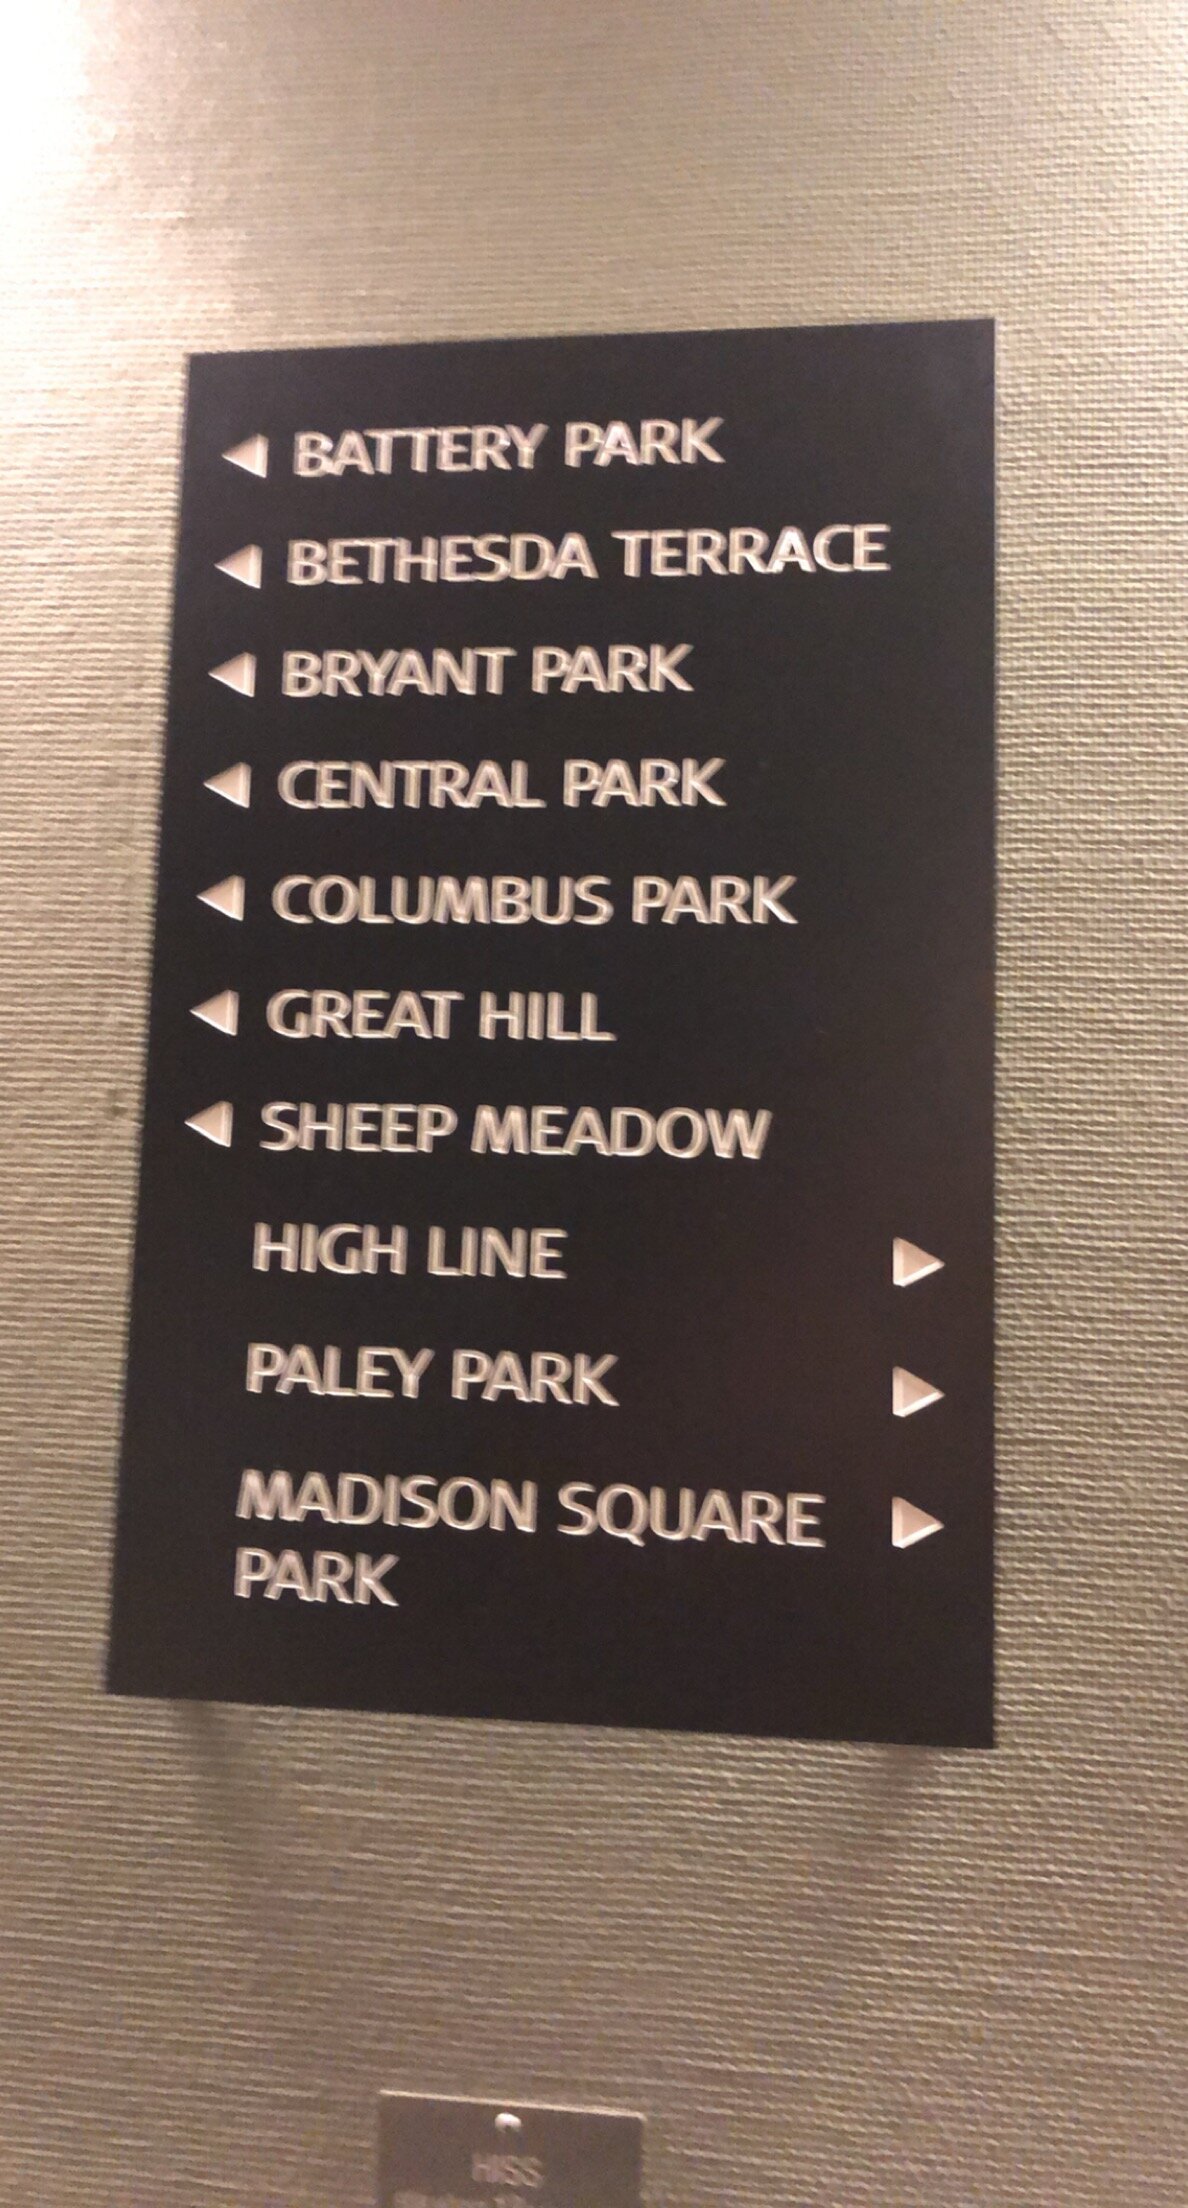 ◀ BATTERY PARK
◀ BETHESDA TERRACE
◀ BRYANT PARK
◀ CENTRAL PARK
◀ COLUMBUS PARK
◀ GREAT HILL
◀ SHEEP MEADOW
HIGH LINE ▶
PALEY PARK ▶
MADISON SQUARE ▶
PARK
HISS